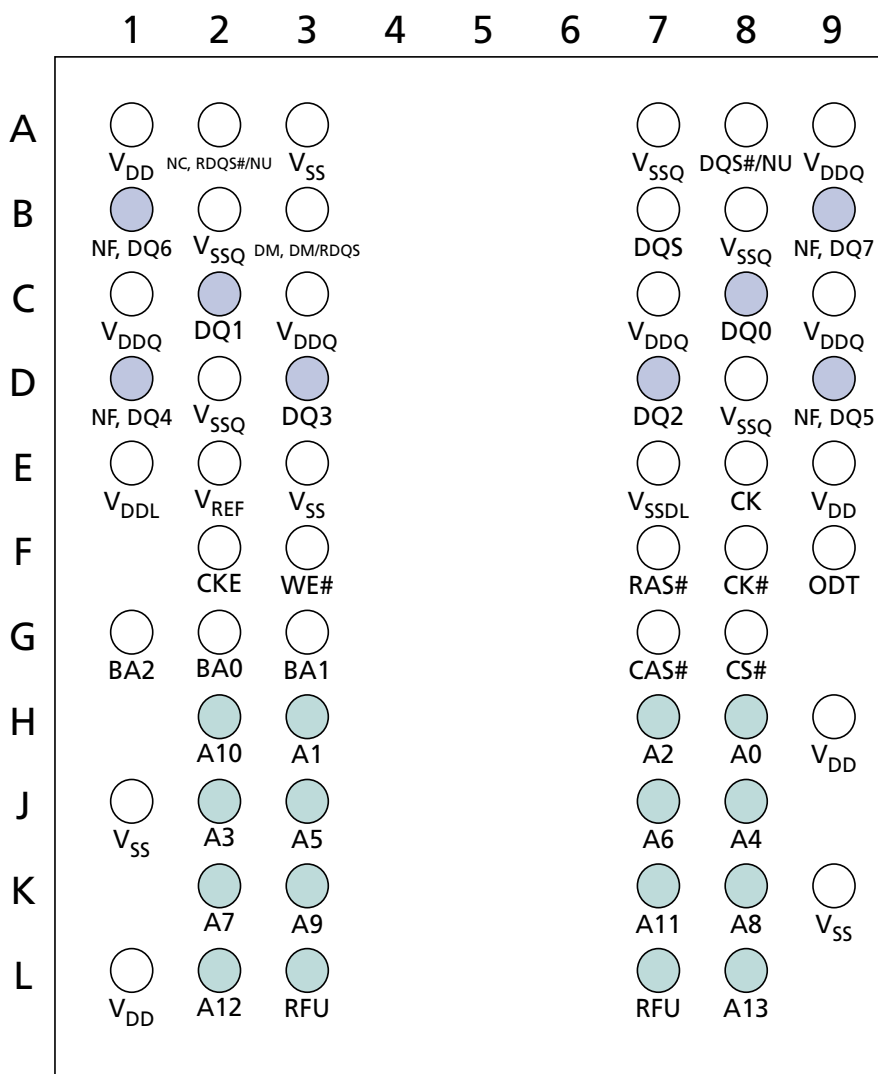 1 2 3 4 5 6 7 8 9
A
VDD NC, RDQS#/NU VSS VSSQ DQS#/NU VDDQ
B
NF, DQ6 VSSQ DM, DM/RDQS DQS VSSQ NF, DQ7
C
VDDQ DQ1 VDDQ VDDQ DQ0 VDDQ
D
NF, DQ4 VSSQ DQ3 DQ2 VSSQ NF, DQ5
E
VDDL VREF VSS VSSDL CK VDD
F
CKE WE# RAS# CK# ODT
G
BA2 BA0 BA1 CAS# CS#
H
A10 A1 A2 A0 VDD
J
VSS A3 A5 A6 A4
K
A7 A9 A11 A8 VSS
L
VDD A12 RFU RFU A13